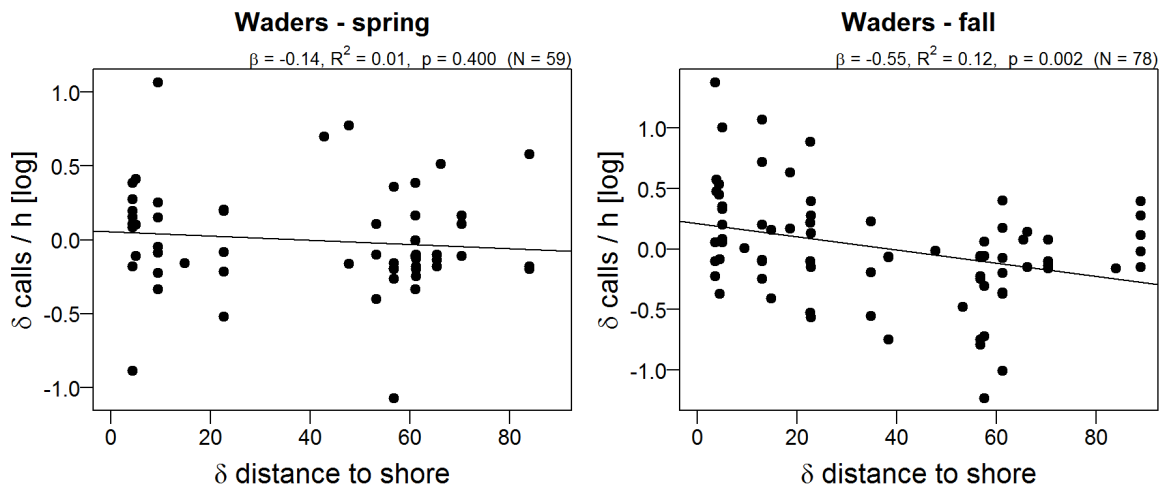 Waders - spring
β = -0.14, R² = 0.01, p = 0.400 (N = 59)
1.0
0.5
0.0
-0.5
-1.0
δ calls / h [log]
0 20 40 60 80
δ distance to shore
Waders - fall
β = -0.55, R² = 0.12, p = 0.002 (N = 78)
1.0
0.5
0.0
-0.5
-1.0
δ calls / h [log]
0 20 40 60 80
δ distance to shore